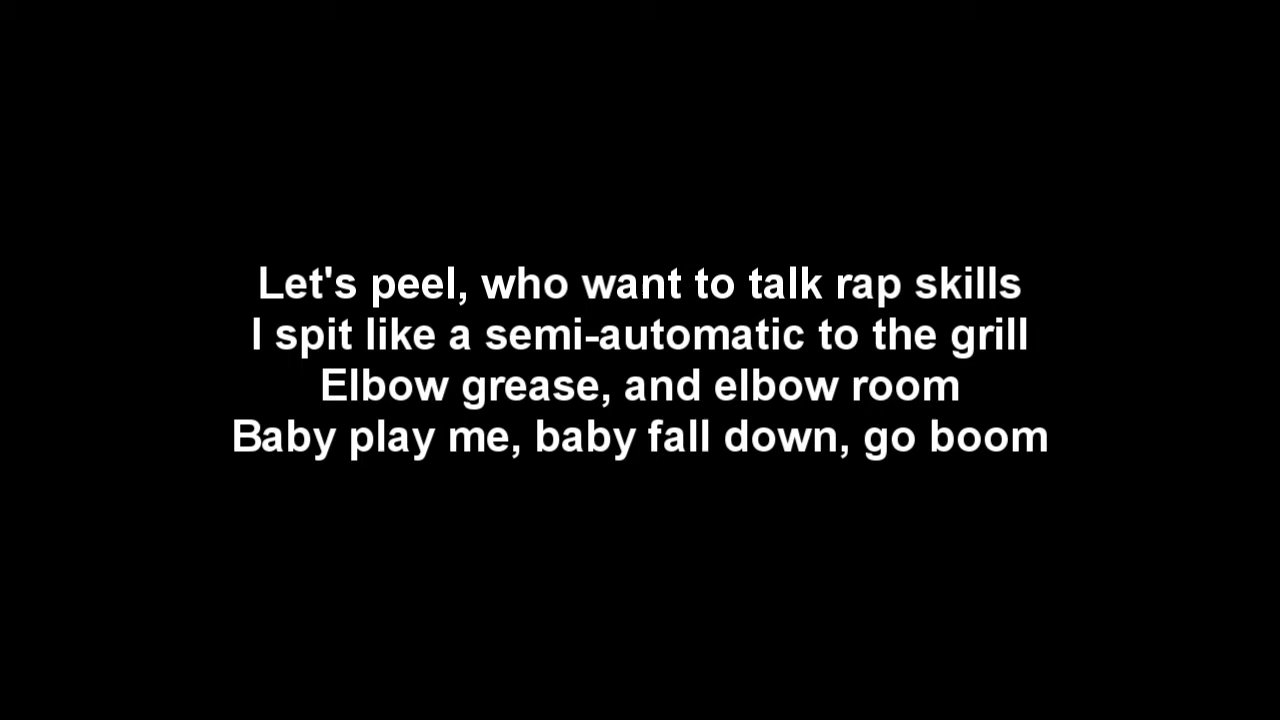 Let's peel, who want to talk rap skills
I spit like a semi-automatic to the grill
Elbow grease, and elbow room
Baby play me, baby fall down, go boom